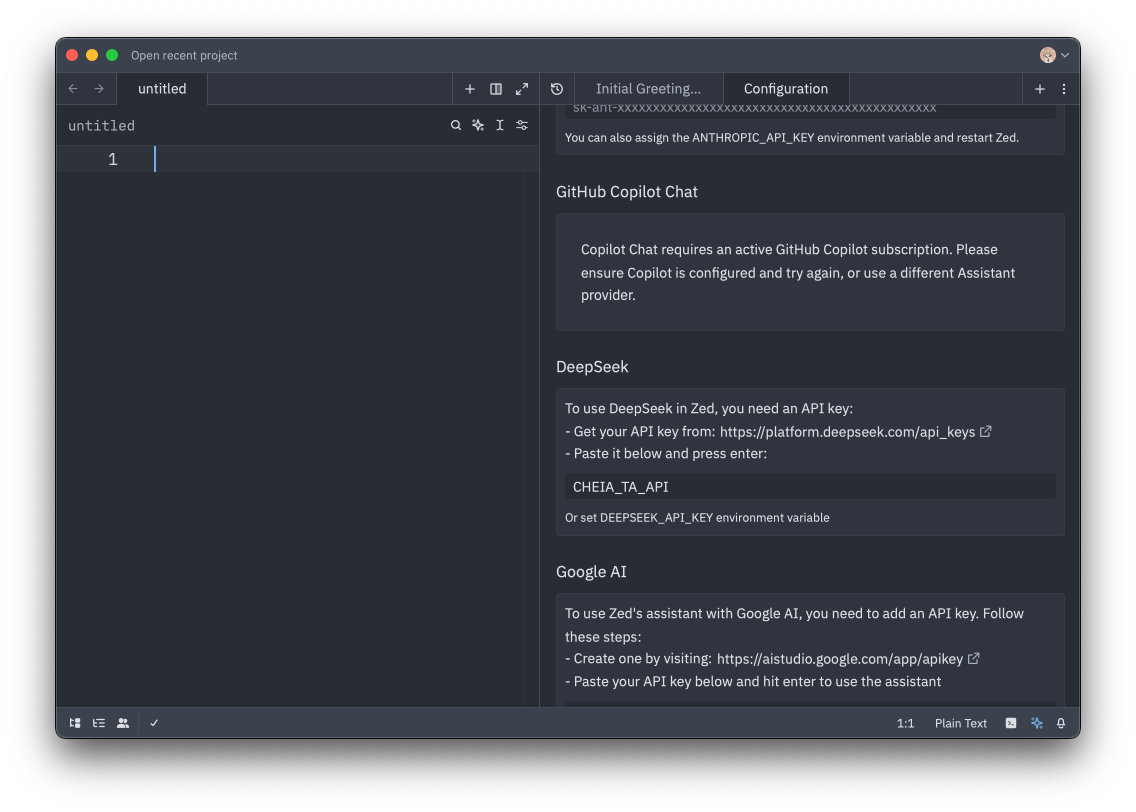 Open recent project
untitled
Initial Greeting...
Configuration
untitled
1
sk-ant-xxxxxxxxxxxxxxxxxxxxxxxxxxxxxxxxxxxxxxxxxxxxx
You can also assign the ANTHROPIC_API_KEY environment variable and restart Zed.
GitHub Copilot Chat
Copilot Chat requires an active GitHub Copilot subscription. Please
ensure Copilot is configured and try again, or use a different Assistant
provider.
DeepSeek
To use DeepSeek in Zed, you need an API key:
- Get your API key from: https://platform.deepseek.com/api_keys
- Paste it below and press enter:
CHEIA_TA_API
Or set DEEPSEEK_API_KEY environment variable
Google AI
To use Zed's assistant with Google AI, you need to add an API key. Follow
these steps:
- Create one by visiting: https://aistudio.google.com/app/apikey
- Paste your API key below and hit enter to use the assistant
1:1
Plain Text